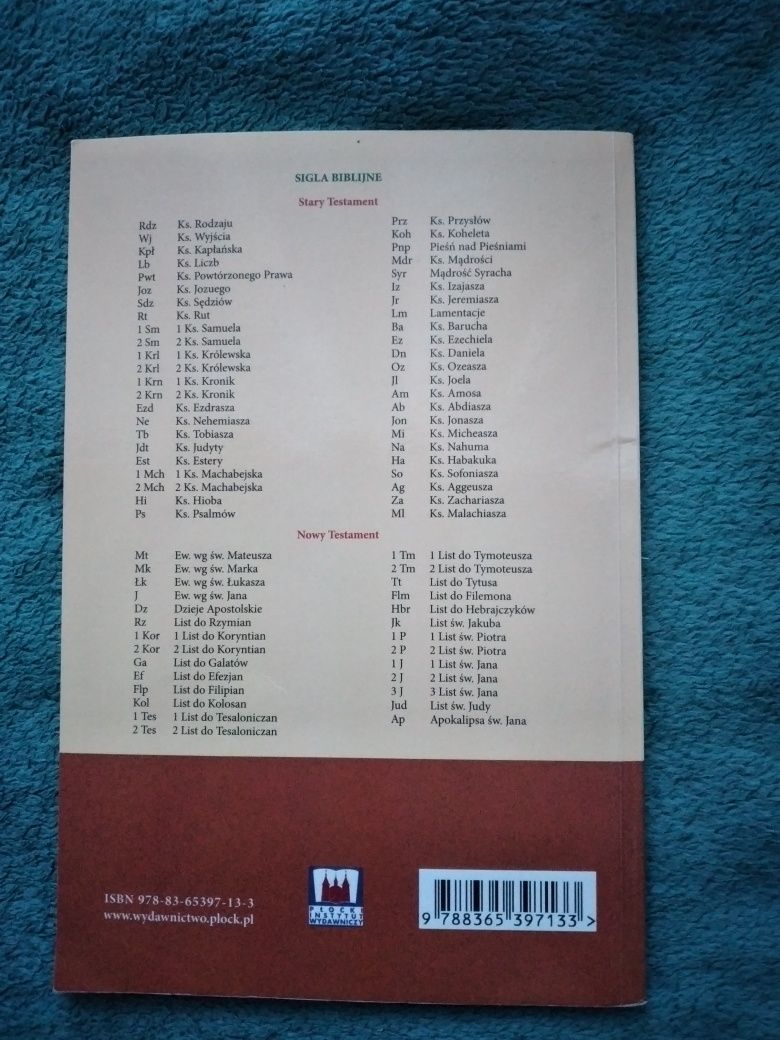 SIGLA BIBLIJNE
Stary Testament
Rdz Ks. Rodzaju
Wj Ks. Wyjścia
Kpł Ks. Kapłańska
Lb Ks. Liczb
Pwt Ks. Powtórzonego Prawa
Joz Ks. Jozuego
Sdz Ks. Sędziów
Rt Ks. Rut
1 Sm 1 Ks. Samuela
2 Sm 2 Ks. Samuela
1 Krl 1 Ks. Królewska
2 Krl 2 Ks. Królewska
1 Krn 1 Ks. Kronik
2 Krn 2 Ks. Kronik
Ezd Ks. Ezdrasza
Ne Ks. Nehemiasza
Tb Ks. Tobiasza
Jdt Ks. Judyty
Est Ks. Estery
1 Mch 1 Ks. Machabejska
2 Mch 2 Ks. Machabejska
Hi Ks. Hioba
Ps Ks. Psalmów
Prz Ks. Przysłów
Koh Ks. Koheleta
Pnp Pieśń nad Pieśniami
Mdr Ks. Mądrości
Syr Mądrość Syracha
Iz Ks. Izajasza
Jr Ks. Jeremiasza
Lm Lamentacje
Ba Ks. Barucha
Ez Ks. Ezechiela
Dn Ks. Daniela
Oz Ks. Ozeasza
Jl Ks. Joela
Am Ks. Amosa
Ab Ks. Abdiasza
Jon Ks. Jonasza
Mi Ks. Micheasza
Na Ks. Nahuma
Ha Ks. Habakuka
So Ks. Sofoniasza
Ag Ks. Aggeusza
Za Ks. Zachariasza
Ml Ks. Malachiasza
Nowy Testament
Mt Ew. wg św. Mateusza
Mk Ew. wg św. Marka
Łk Ew. wg św. Łukasza
J Ew. wg św. Jana
Dz Dzieje Apostolskie
Rz List do Rzymian
1 Kor 1 List do Koryntian
2 Kor 2 List do Koryntian
Ga List do Galatów
Ef List do Efezjan
Flp List do Filipian
Kol List do Kolosan
1 Tes 1 List do Tesaloniczan
2 Tes 2 List do Tesaloniczan
1 Tm 1 List do Tymoteusza
2 Tm 2 List do Tymoteusza
Tt List do Tytusa
Flm List do Filemona
Hbr List do Hebrajczyków
Jk List św. Jakuba
1 P 1 List św. Piotra
2 P 2 List św. Piotra
1 J 1 List św. Jana
2 J 2 List św. Jana
3 J 3 List św. Jana
Jud List św. Judy
Ap Apokalipsa św. Jana
ISBN 978-83-65397-13-3
www.wydawnictwo.plock.pl
PŁOCKI
INSTYTUT
WYDAWNICZY
9 788365 397133 >